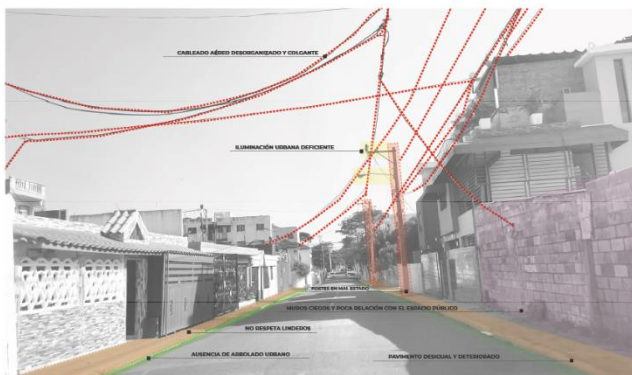 CABLEADO AÉREO DESORGANIZADO Y COLGANTE
ILUMINACIÓN URBANA DEFICIENTE
POSTES EN MAL ESTADO
MUROS CIEGOS Y POCA RELACIÓN CON EL ESPACIO PÚBLICO
NO RESPETA LINDEROS
AUSENCIA DE ARBOLADO URBANO
PAVIMENTO DESIGUAL Y DETERIORADO